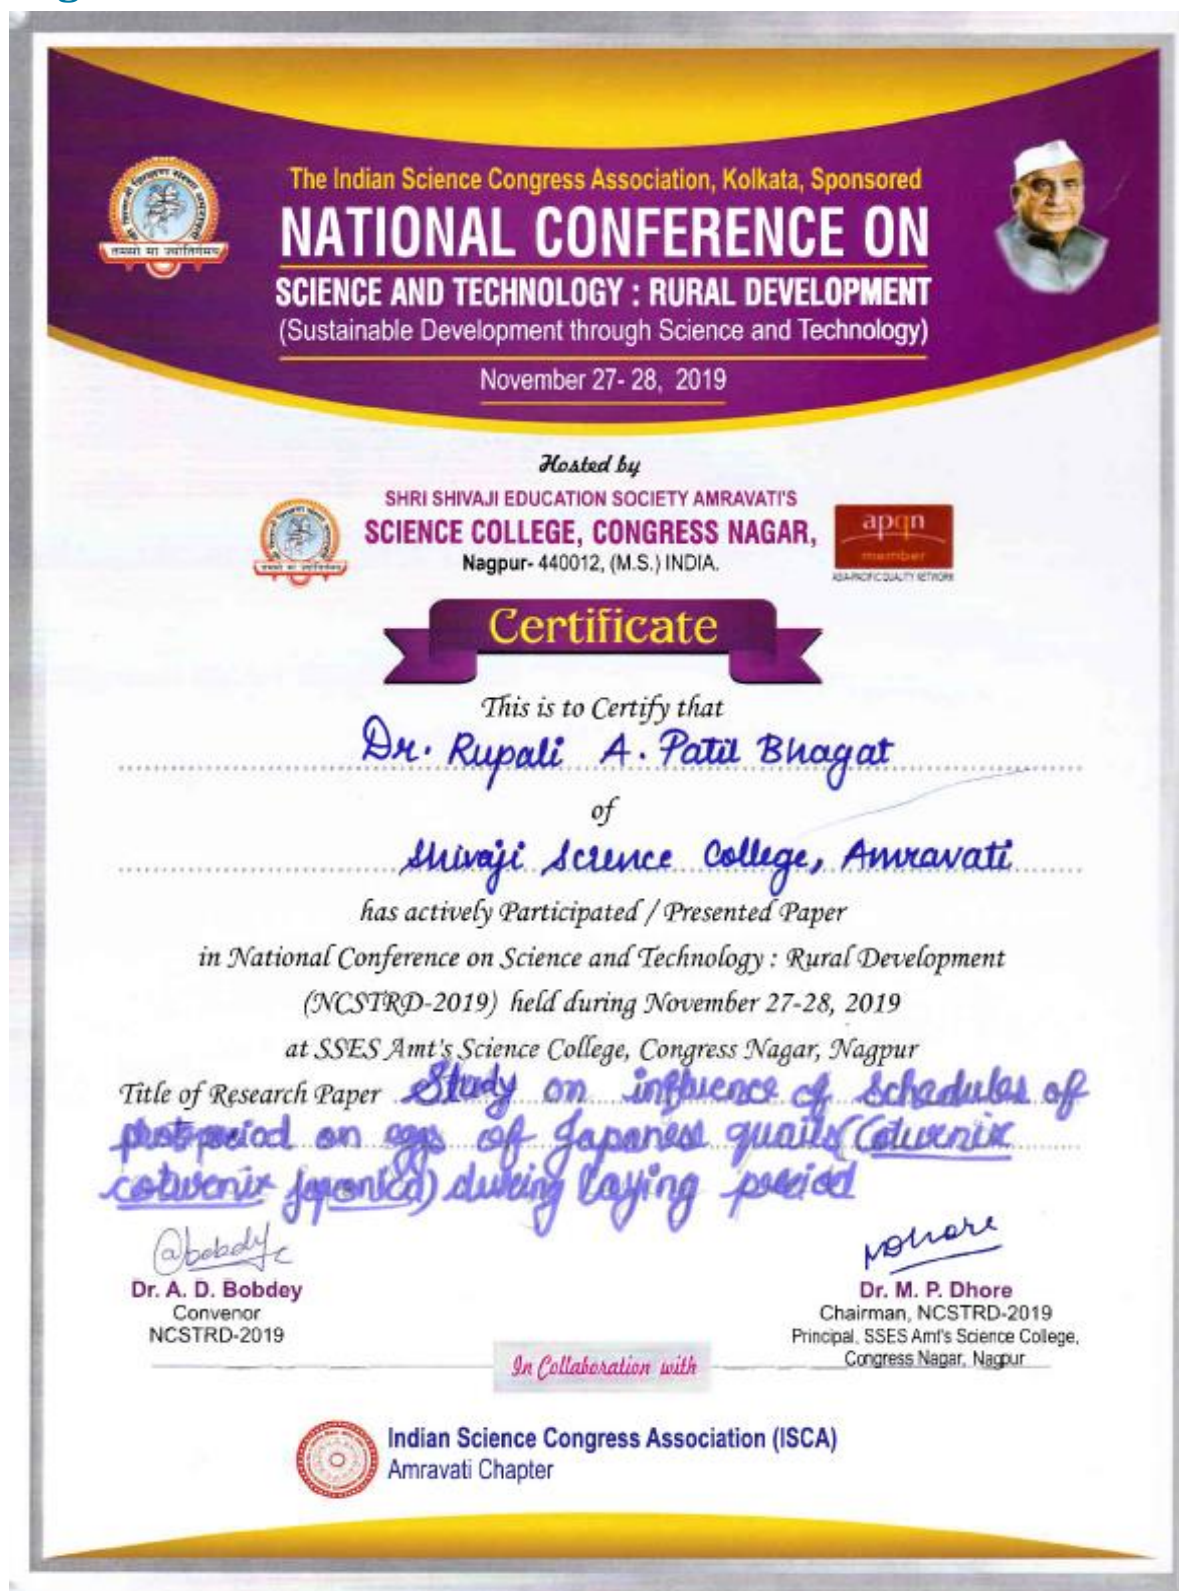 The Indian Science Congress Association, Kolkata, Sponsored
NATIONAL CONFERENCE ON
SCIENCE AND TECHNOLOGY : RURAL DEVELOPMENT
(Sustainable Development through Science and Technology)
November 27- 28, 2019
तमसो मा ज्योतिर्गमय
Hosted by
SHRI SHIVAJI EDUCATION SOCIETY AMRAVATI'S
SCIENCE COLLEGE, CONGRESS NAGAR,
Nagpur- 440012, (M.S.) INDIA.
apqn
member
ASIA-PACIFIC QUALITY NETWORK
Certificate
This is to Certify that
Dr. Rupali A. Patil Bhagat
of
Shivaji Science College, Amravati
has actively Participated / Presented Paper
in National Conference on Science and Technology : Rural Development
(NCSTRD-2019) held during November 27-28, 2019
at SSES Amt's Science College, Congress Nagar, Nagpur
Title of Research Paper Study on influence of schedules of
photoperiod on eggs of Japanese quails (Coturnix
coturnix japonica) during laying period
Dr. A. D. Bobdey
Convenor
NCSTRD-2019
Dr. M. P. Dhore
Chairman, NCSTRD-2019
Principal, SSES Amt's Science College,
Congress Nagar, Nagpur
In Collaboration with
Indian Science Congress Association (ISCA)
Amravati Chapter